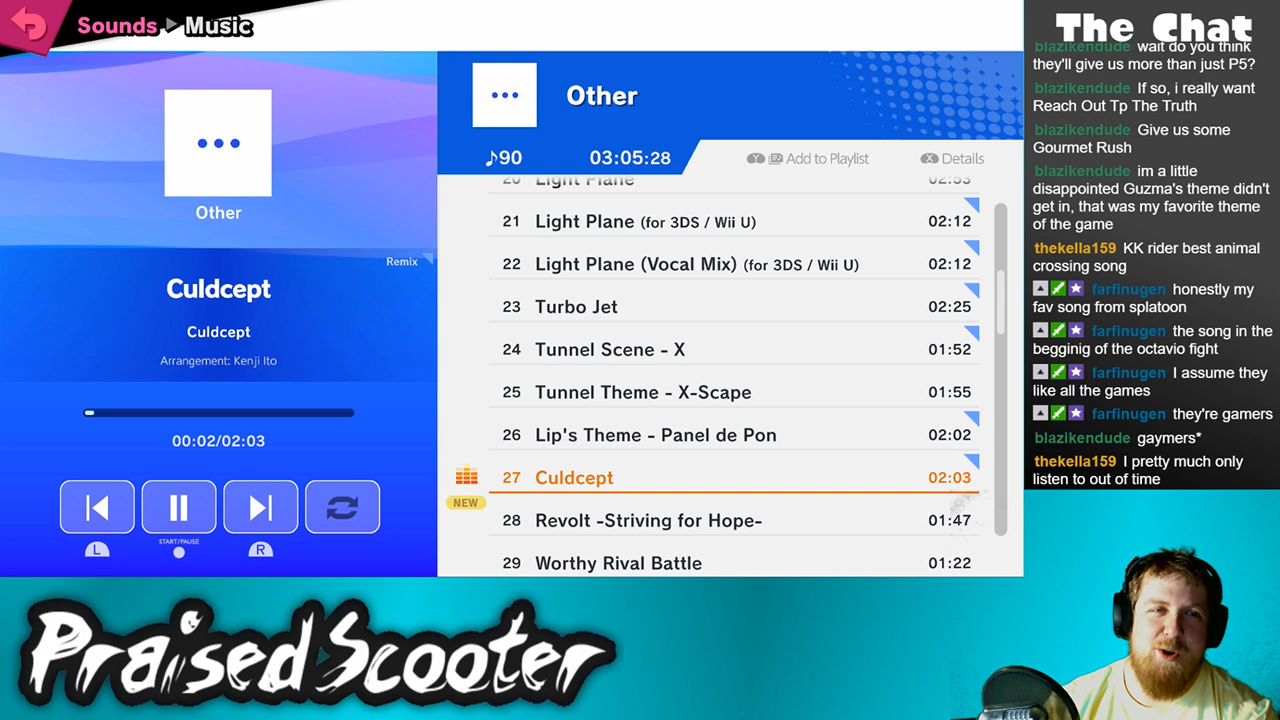 Sounds ▶ Music
Other
Remix
Culdcept
Culdcept
Arrangement: Kenji Ito
00:02/02:03
L
START/PAUSE
R
Other
♪90 03:05:28
Y Add to Playlist
X Details
20 Light Plane 02:53
21 Light Plane (for 3DS / Wii U) 02:12
22 Light Plane (Vocal Mix) (for 3DS / Wii U) 02:12
23 Turbo Jet 02:25
24 Tunnel Scene - X 01:52
25 Tunnel Theme - X-Scape 01:55
26 Lip's Theme - Panel de Pon 02:02
27 Culdcept 02:03
NEW
28 Revolt -Striving for Hope- 01:47
29 Worthy Rival Battle 01:22
The Chat
blazikendude wait do you think
they'll give us more than just P5?
blazikendude If so, i really want
Reach Out Tp The Truth
blazikendude Give us some
Gourmet Rush
blazikendude im a little
disappointed Guzma's theme didn't
get in, that was my favorite theme
of the game
thekella159 KK rider best animal
crossing song
farfinugen honestly my
fav song from splatoon
farfinugen the song in the
begginig of the octavio fight
farfinugen I assume they
like all the games
farfinugen they're gamers
blazikendude gaymers*
thekella159 I pretty much only
listen to out of time
PraisedScooter